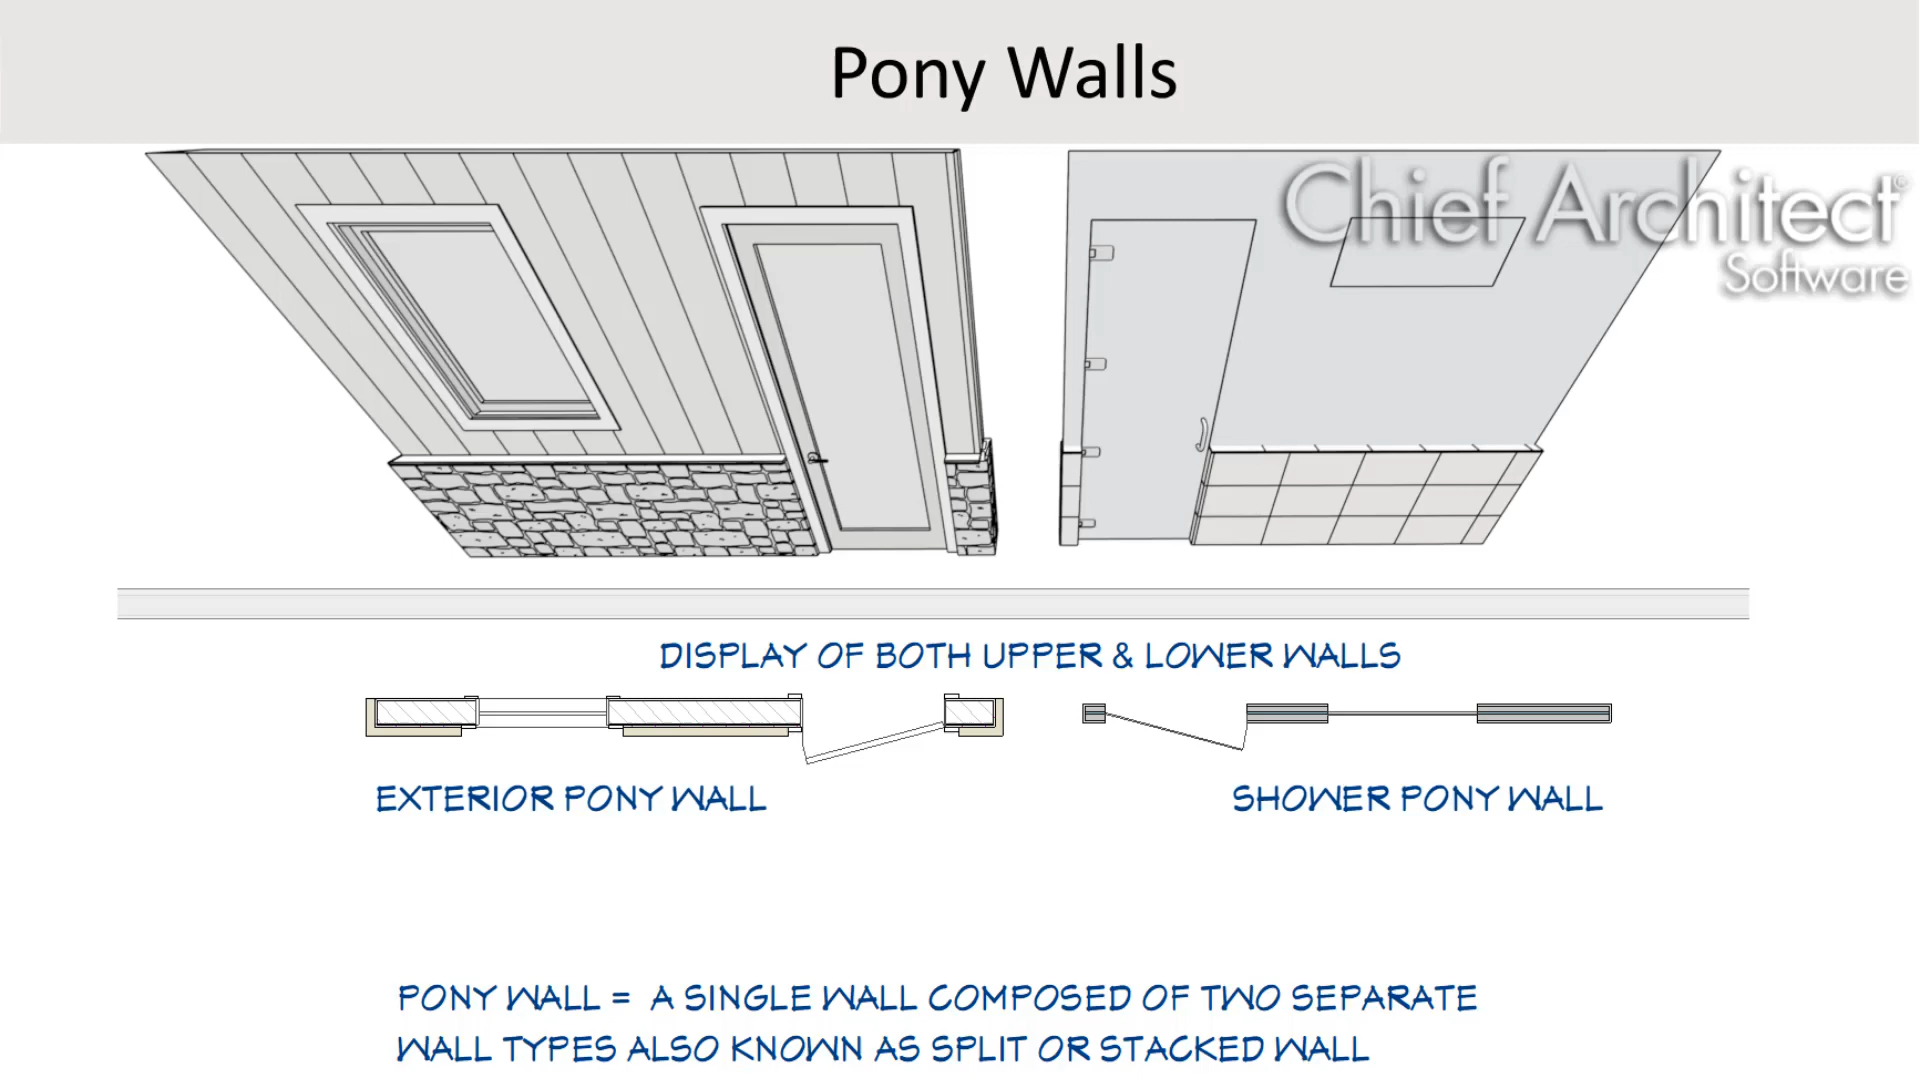 Pony Walls
Chief Architect®
Software
DISPLAY OF BOTH UPPER & LOWER WALLS
EXTERIOR PONY WALL
SHOWER PONY WALL
PONY WALL = A SINGLE WALL COMPOSED OF TWO SEPARATE
WALL TYPES ALSO KNOWN AS SPLIT OR STACKED WALL